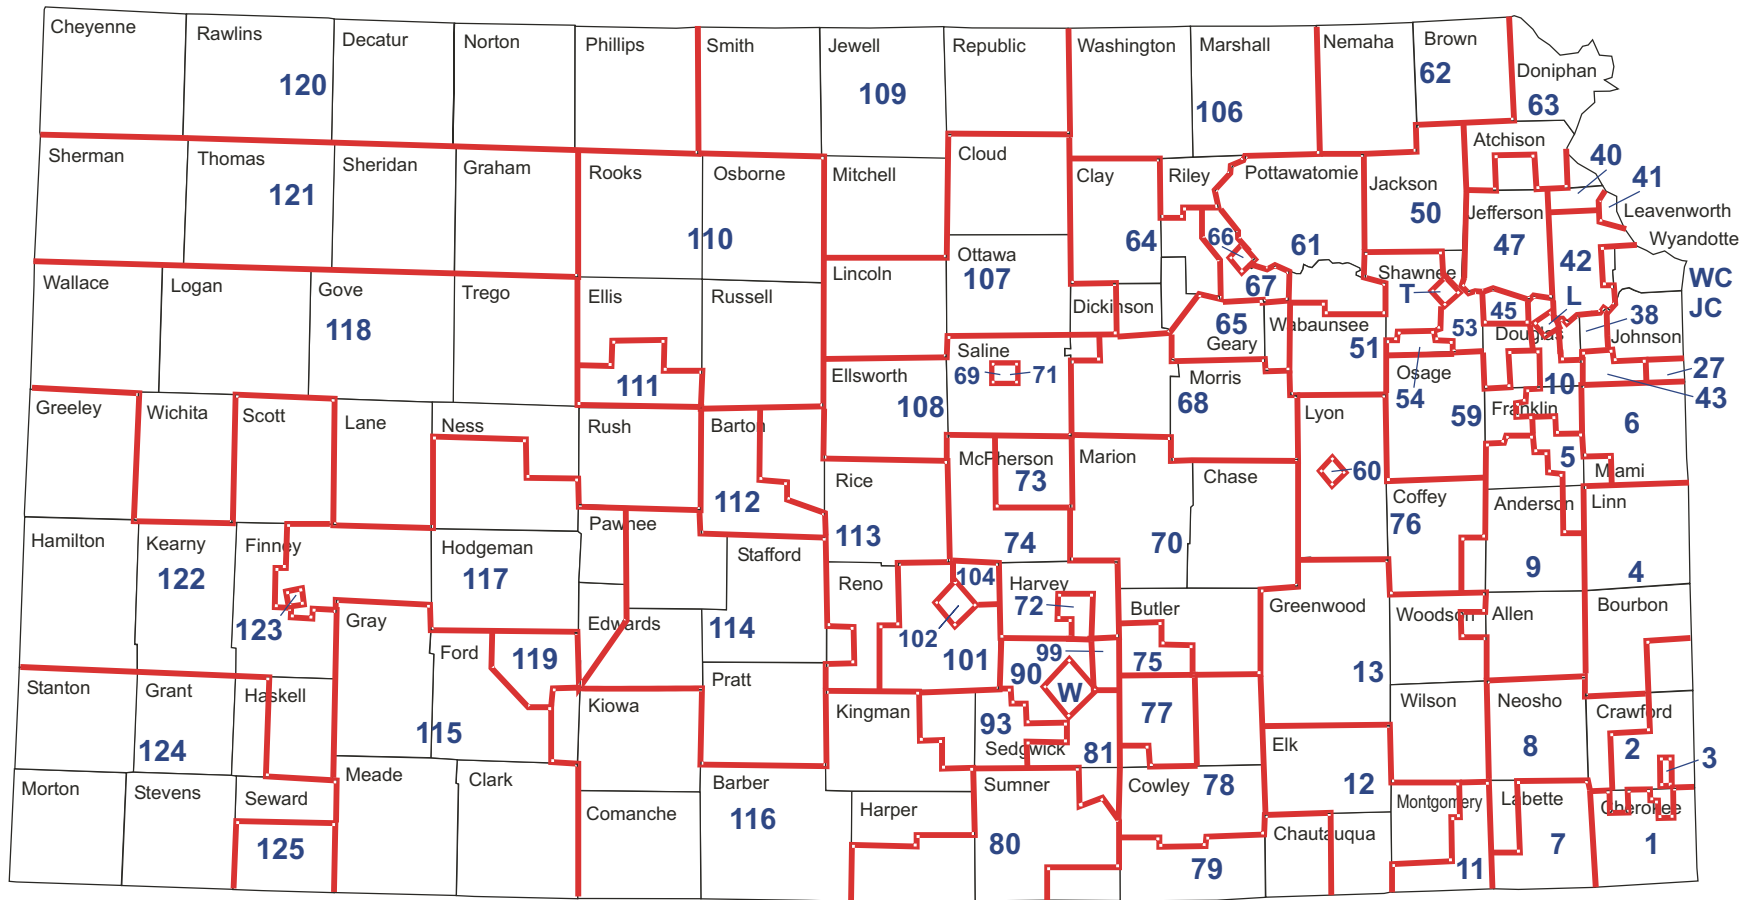 Cheyenne
Rawlins
Decatur
Norton
Phillips
Smith
Jewell
Republic
Washington
Marshall
Nemaha
Brown
Doniphan
120
109
106
62
63
Sherman
Thomas
Sheridan
Graham
Rooks
Osborne
Mitchell
Cloud
Clay
Riley
Pottawatomie
Jackson
Atchison
40
41
121
110
64
66
61
50
Jefferson
47
Leavenworth
Wyandotte
Wallace
Logan
Gove
Trego
Ellis
Russell
Lincoln
Ottawa
107
Dickinson
67
Shawnee
T
42
L
WC
JC
118
65
Geary
Wabaunsee
51
53
45
Douglas
38
Johnson
111
Ellsworth
108
Saline
69
71
Morris
68
Osage
54
59
10
27
43
Greeley
Wichita
Scott
Lane
Ness
Rush
Barton
112
Rice
113
McPherson
73
74
Marion
70
Chase
Lyon
60
Franklin
5
6
Miami
Coffey
76
Anderson
9
Linn
4
Hamilton
Kearny
122
Finney
123
Hodgeman
117
Pawnee
Stafford
Reno
104
102
101
Harvey
72
Butler
75
Greenwood
13
Woodson
Allen
Bourbon
Gray
Ford
119
Edwards
114
99
90
W
Stanton
Grant
124
Haskell
115
Kiowa
Pratt
Kingman
93
Sedgwick
81
77
Wilson
Neosho
8
Crawford
2
3
Elk
12
Morton
Stevens
Seward
125
Meade
Clark
Comanche
Barber
116
Harper
Sumner
80
Cowley
78
79
Chautauqua
Montgomery
11
Labette
7
Cherokee
1